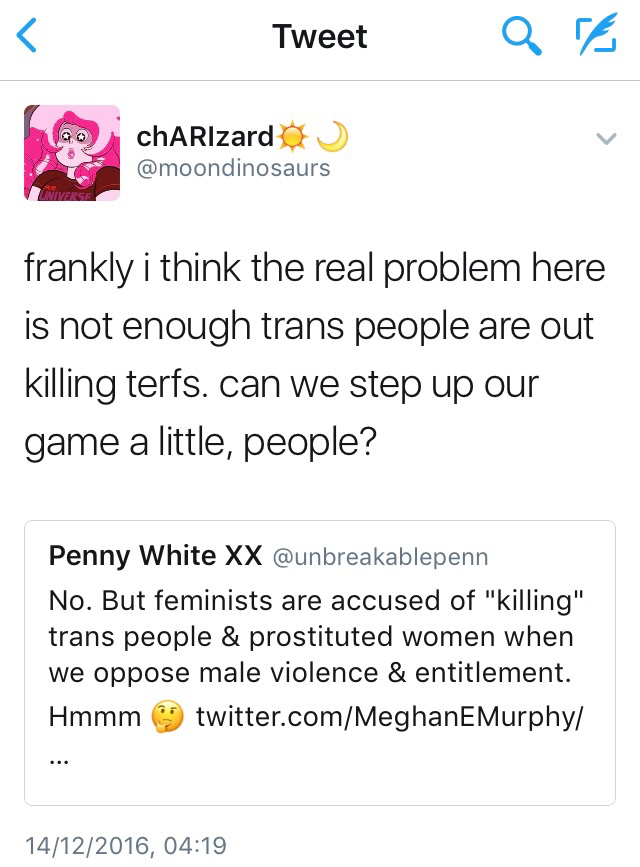 Tweet
chARIzard☀️🌙
@moondinosaurs
MR.
UNIVERSE
frankly i think the real problem here
is not enough trans people are out
killing terfs. can we step up our
game a little, people?
Penny White XX @unbreakablepenn
No. But feminists are accused of "killing"
trans people & prostituted women when
we oppose male violence & entitlement.
Hmmm 🤔 twitter.com/MeghanEMurphy/
...
14/12/2016, 04:19